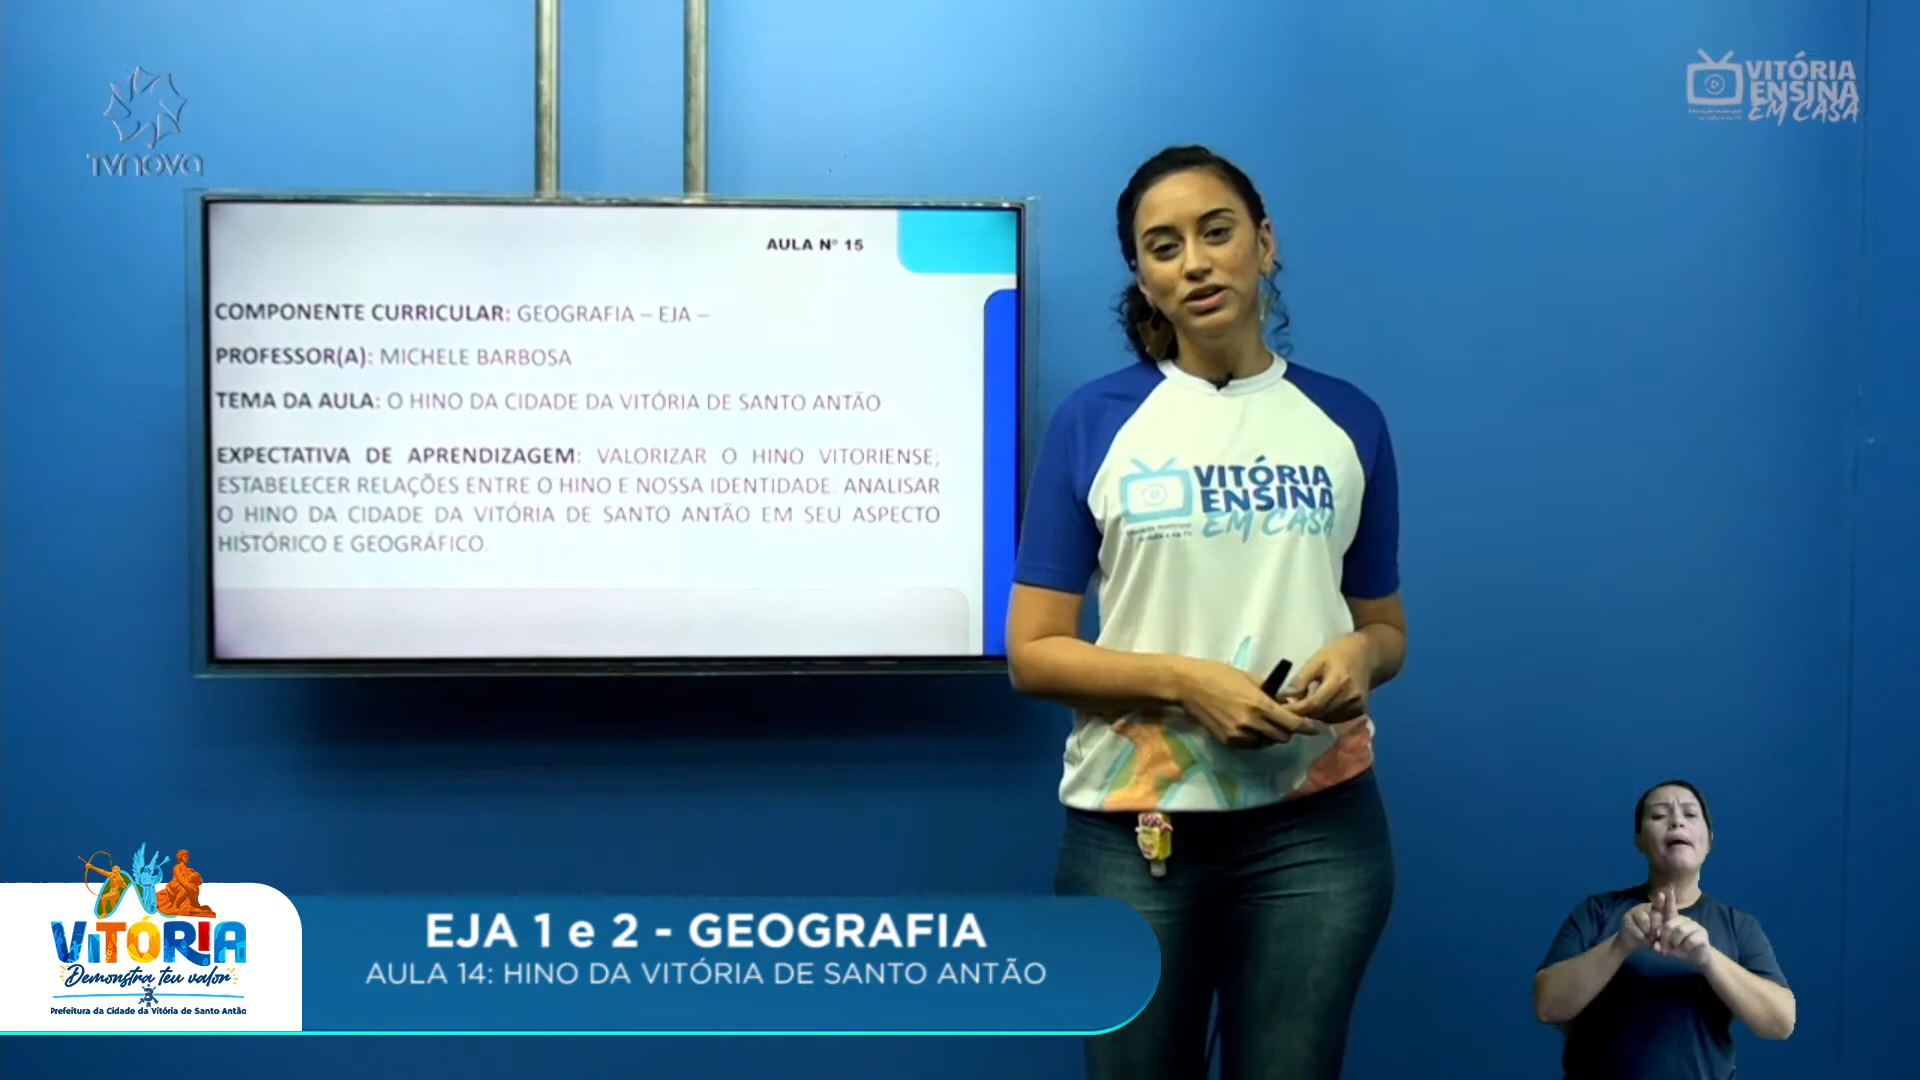 TVNOVA
VITÓRIA
ENSINA
EM CASA
AULA Nº 15
COMPONENTE CURRICULAR: GEOGRAFIA – EJA –
PROFESSOR(A): MICHELE BARBOSA
TEMA DA AULA: O HINO DA CIDADE DA VITÓRIA DE SANTO ANTÃO
EXPECTATIVA DE APRENDIZAGEM: VALORIZAR O HINO VITORIENSE;
ESTABELECER RELAÇÕES ENTRE O HINO E NOSSA IDENTIDADE. ANALISAR
O HINO DA CIDADE DA VITÓRIA DE SANTO ANTÃO EM SEU ASPECTO
HISTÓRICO E GEOGRÁFICO.
VITÓRIA
ENSINA
EM CASA
VITÓRIA
Demonstra teu valor
Prefeitura da Cidade da Vitória de Santo Antão
EJA 1 e 2 - GEOGRAFIA
AULA 14: HINO DA VITÓRIA DE SANTO ANTÃO